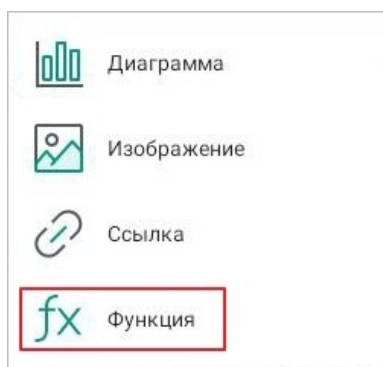 Диаграмма
Изображение
Ссылка
fx Функция